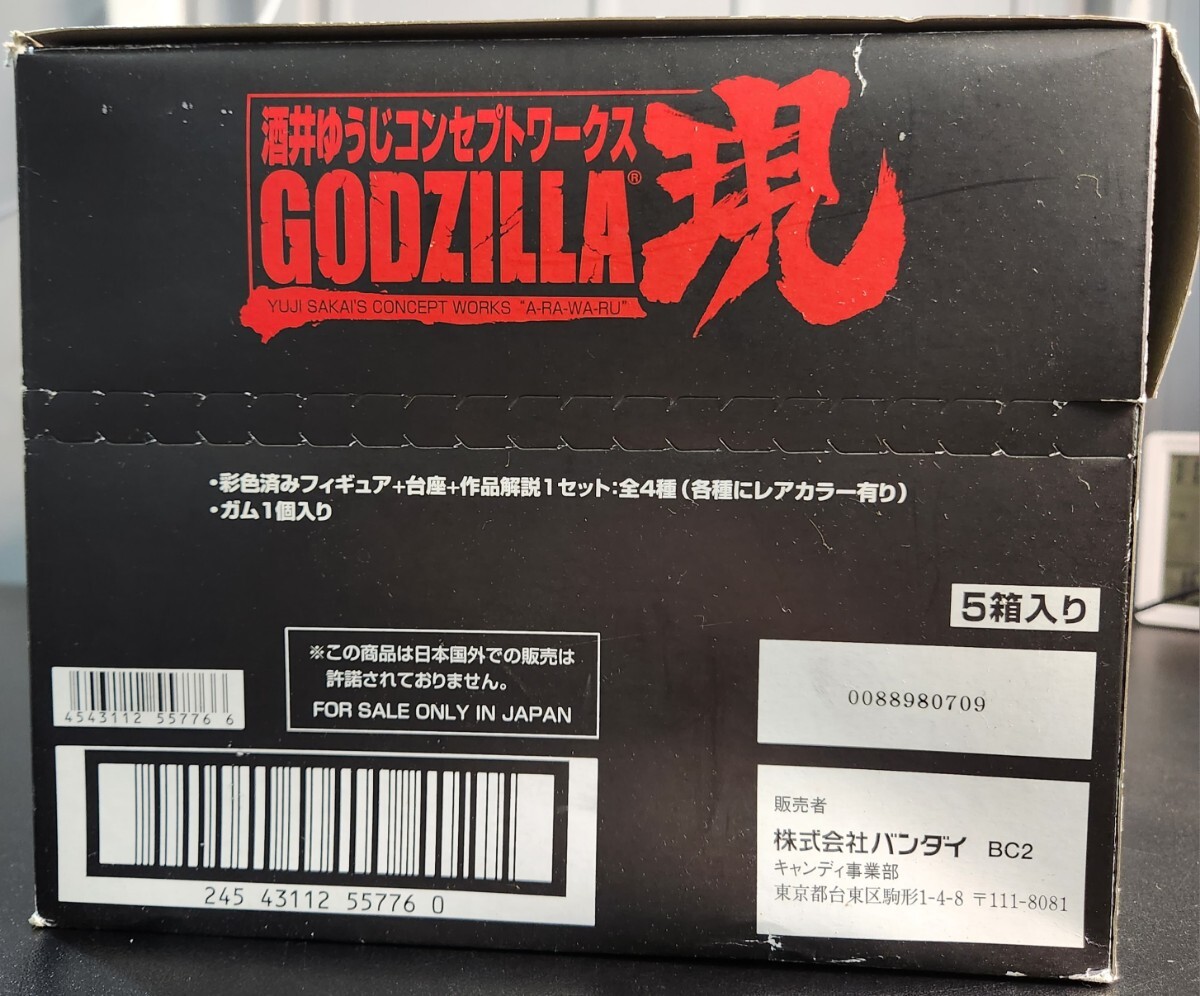 酒井ゆうじコンセプトワークス
GODZILLA®
現
YUJI SAKAI'S CONCEPT WORKS "A-RA-WA-RU"
・彩色済みフィギュア+台座+作品解説1セット:全4種(各種にレアカラー有り)
・ガム1個入り
5箱入り
※この商品は日本国外での販売は
許諾されておりません。
FOR SALE ONLY IN JAPAN
4543112 55776 6
0088980709
245 43112 55776 0
販売者
株式会社バンダイ BC2
キャンディ事業部
東京都台東区駒形1-4-8 〒111-8081